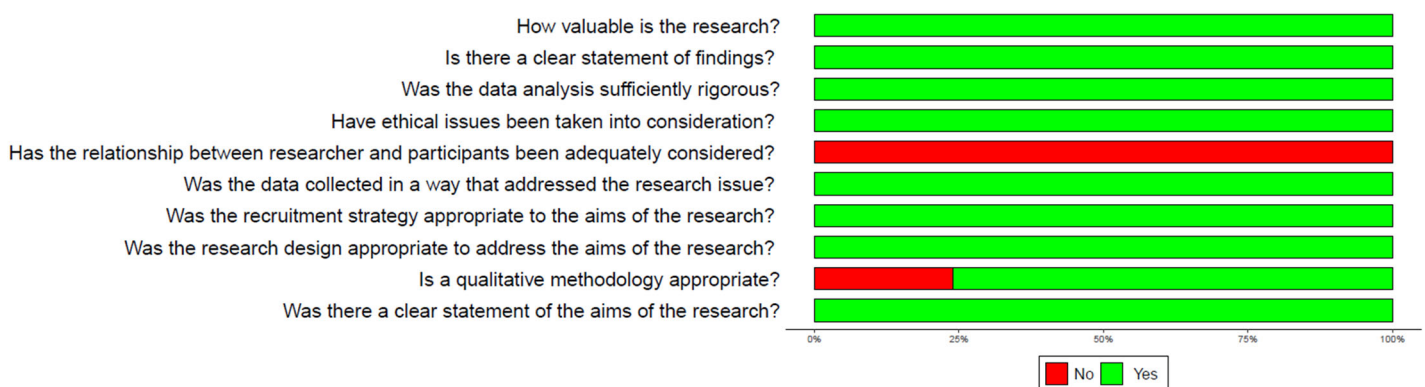 How valuable is the research?
Is there a clear statement of findings?
Was the data analysis sufficiently rigorous?
Have ethical issues been taken into consideration?
Has the relationship between researcher and participants been adequately considered?
Was the data collected in a way that addressed the research issue?
Was the recruitment strategy appropriate to the aims of the research?
Was the research design appropriate to address the aims of the research?
Is a qualitative methodology appropriate?
Was there a clear statement of the aims of the research?
0% 25% 50% 75% 100%
No Yes